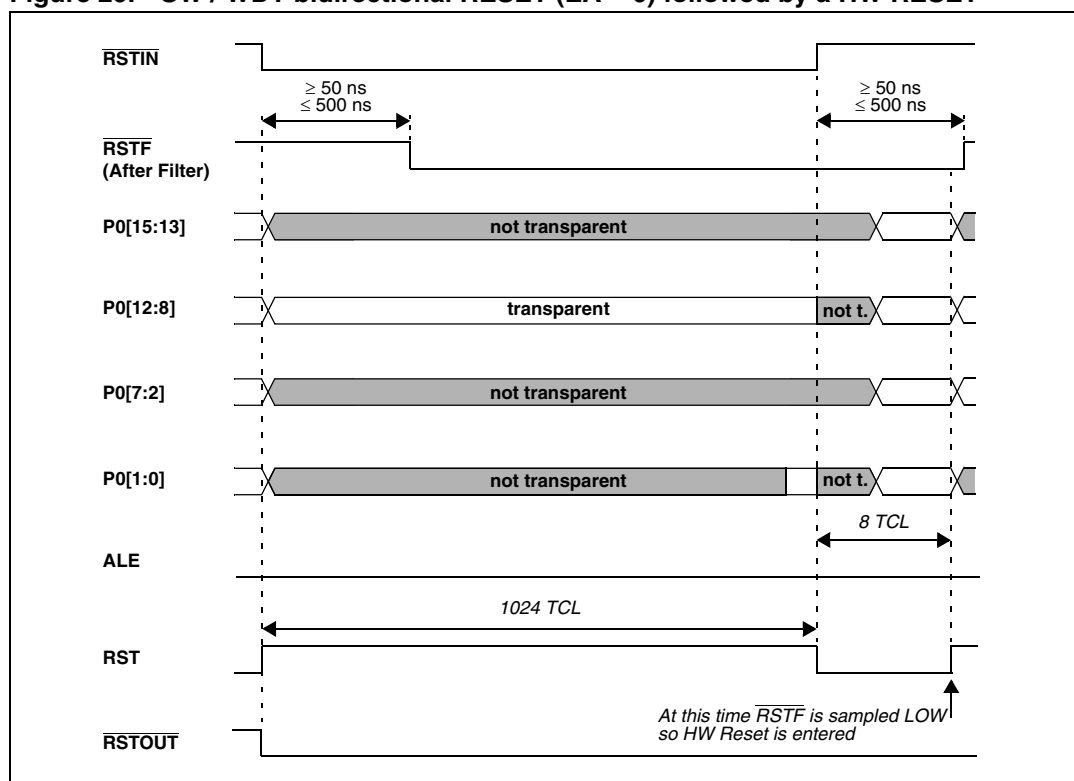 RSTIN
≥ 50 ns
≤ 500 ns
≥ 50 ns
≤ 500 ns
RSTF
(After Filter)
P0[15:13]
not transparent
P0[12:8]
transparent
not t.
P0[7:2]
not transparent
P0[1:0]
not transparent
not t.
8 TCL
ALE
1024 TCL
RST
At this time RSTF is sampled LOW
so HW Reset is entered
RSTOUT